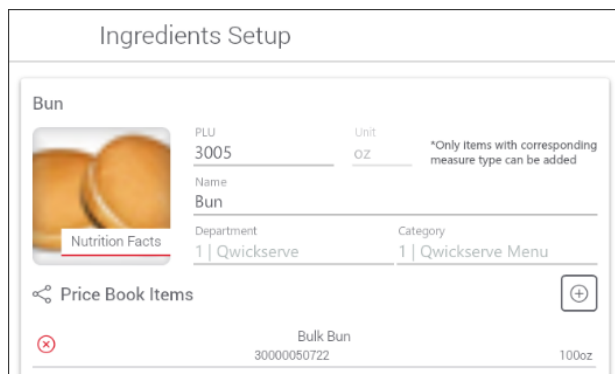 Ingredients Setup
Bun
PLU
3005
Unit
oz
*Only items with corresponding
measure type can be added
Name
Bun
Nutrition Facts
Department
1 | Qwickserve
Category
1 | Qwickserve Menu
Price Book Items
Bulk Bun
30000050722
100oz